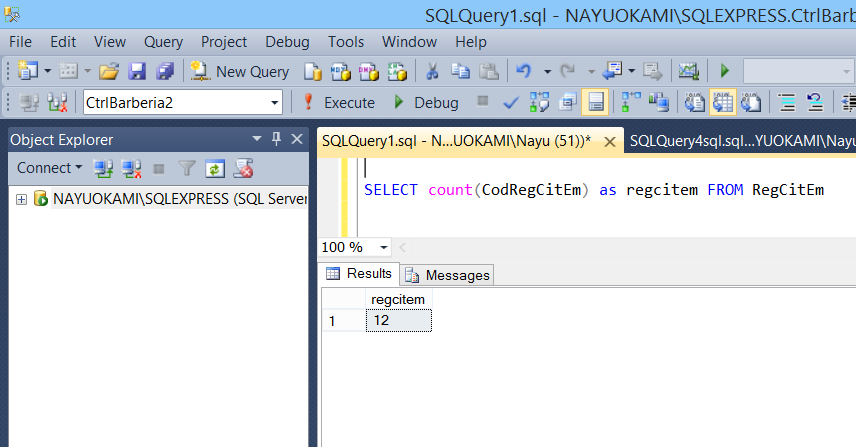 SQLQuery1.sql - NAYUOKAMI\SQLEXPRESS.CtrlBarb
File Edit View Query Project Debug Tools Window Help
New Query
CtrlBarberia2 Execute Debug
Object Explorer
SQLQuery1.sql - N...UOKAMI\Nayu (51))* SQLQuery4sql.sql...YUOKAMI\Nayu
Connect
NAYUOKAMI\SQLEXPRESS (SQL Server
SELECT count(CodRegCitEm) as regcitem FROM RegCitEm
100 %
Results Messages
regcitem
1 12